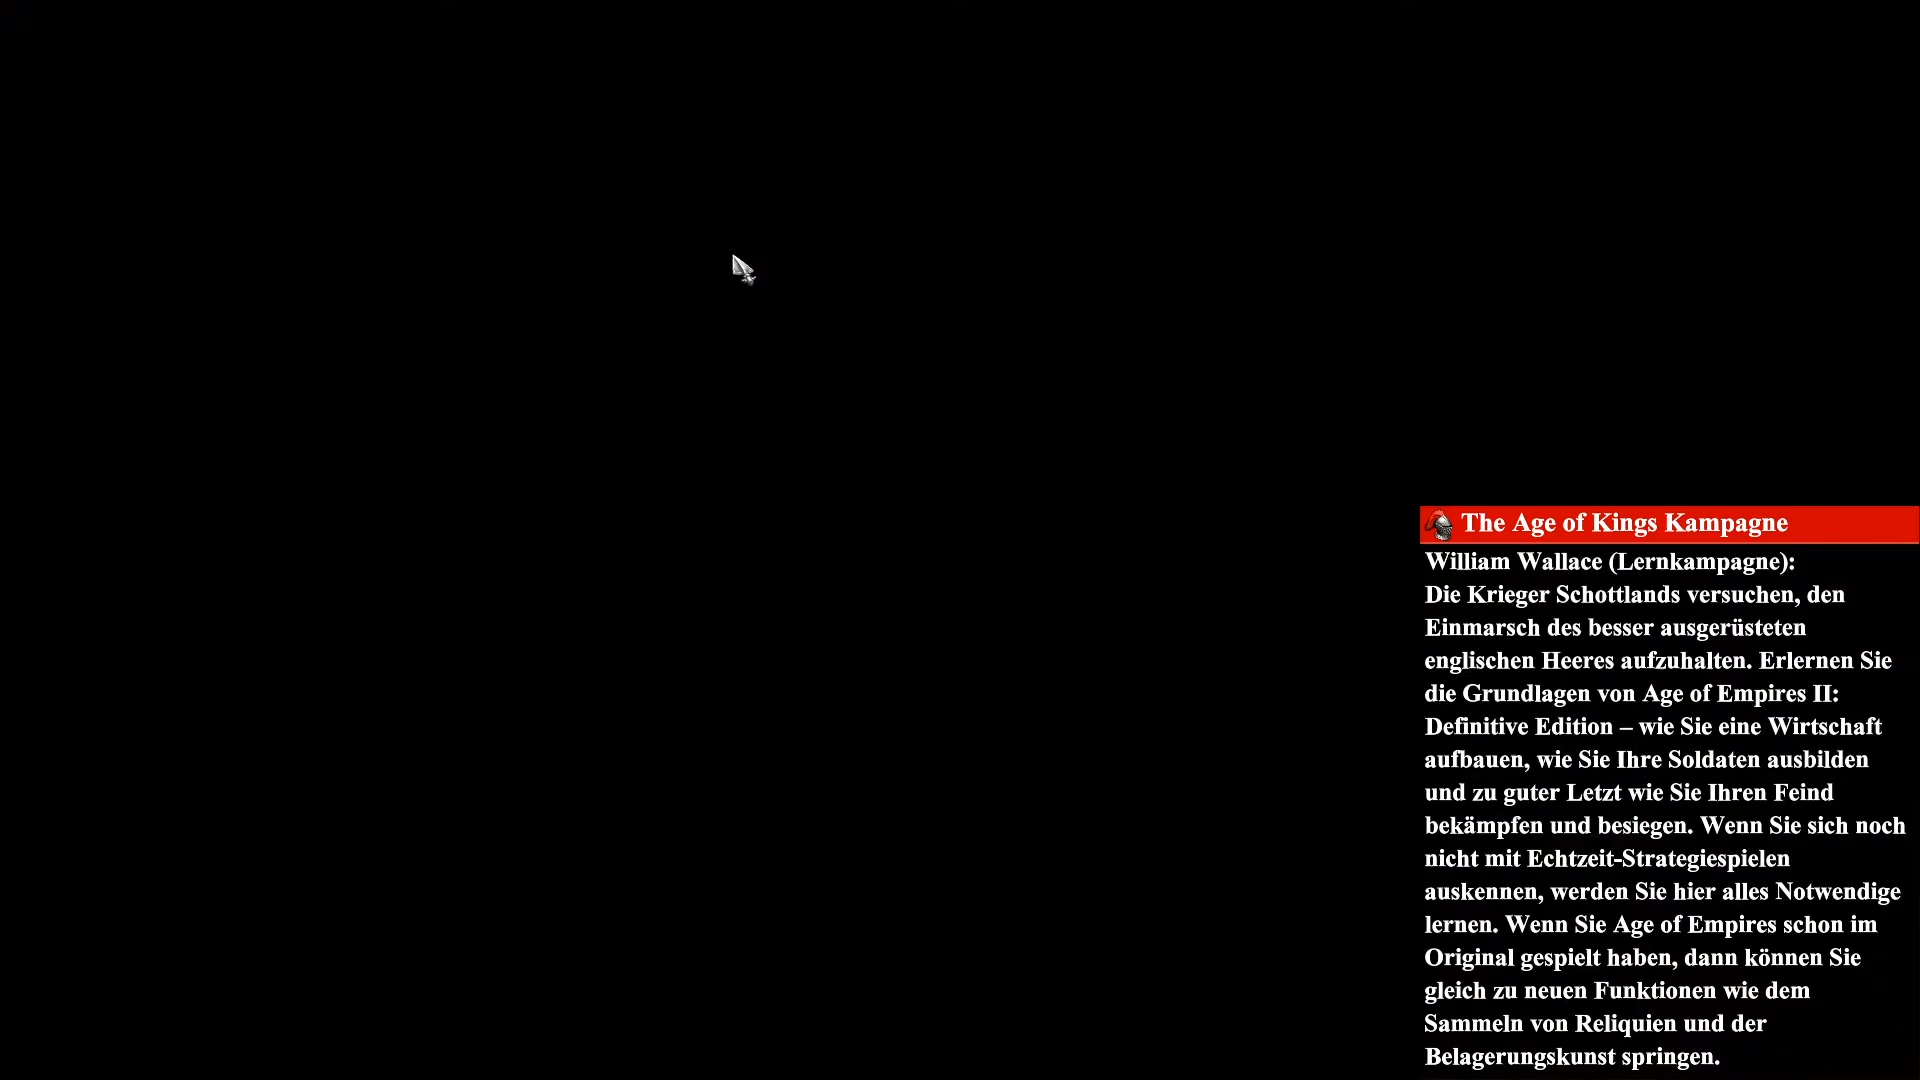 The Age of Kings Kampagne
William Wallace (Lernkampagne):
Die Krieger Schottlands versuchen, den
Einmarsch des besser ausgerüsteten
englischen Heeres aufzuhalten. Erlernen Sie
die Grundlagen von Age of Empires II:
Definitive Edition – wie Sie eine Wirtschaft
aufbauen, wie Sie Ihre Soldaten ausbilden
und zu guter Letzt wie Sie Ihren Feind
bekämpfen und besiegen. Wenn Sie sich noch
nicht mit Echtzeit-Strategiespielen
auskennen, werden Sie hier alles Notwendige
lernen. Wenn Sie Age of Empires schon im
Original gespielt haben, dann können Sie
gleich zu neuen Funktionen wie dem
Sammeln von Reliquien und der
Belagerungskunst springen.